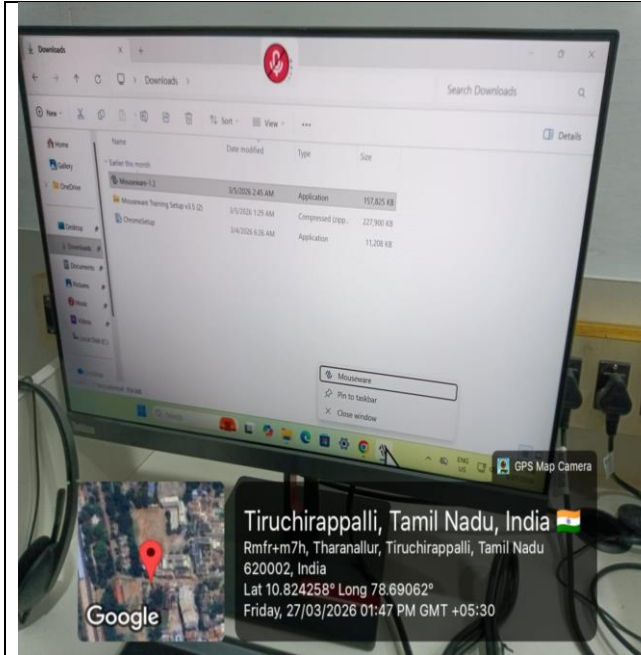 Downloads
Downloads
Search Downloads
New
Sort
View
Details
Name
Date modified
Type
Size
Home
Gallery
OneDrive
Desktop
Downloads
Documents
Pictures
Music
Videos
Earlier this month
Mouseware-1.2 3/5/2026 2:45 AM Application 157,825 KB
Mouseware Training Setup v3.5 (2) 3/5/2026 1:29 AM Compressed (zipp... 227,900 KB
ChromeSetup 3/4/2026 6:26 AM Application 11,208 KB
Mouseware
Pin to taskbar
Close window
Search
ENG
US
GPS Map Camera
Tiruchirappalli, Tamil Nadu, India
Rmfr+m7h, Tharanallur, Tiruchirappalli, Tamil Nadu
620002, India
Lat 10.824258° Long 78.69062°
Friday, 27/03/2026 01:47 PM GMT +05:30
Google